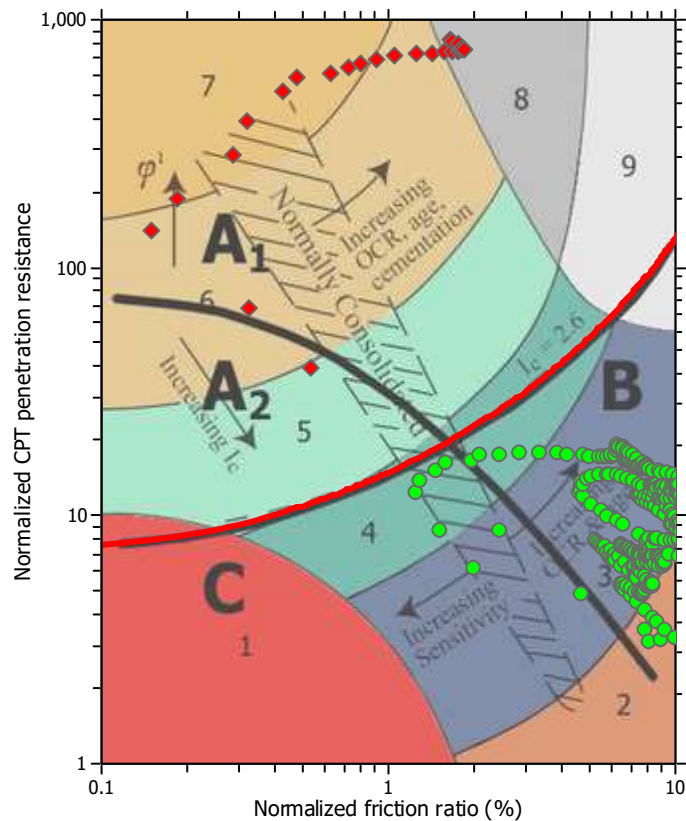 1,000
7
8
9
φ'
A1
Normally Consolidated
Increasing
OCR, age,
cementation
100
6
A2
Increasing Ic
5
Ic = 2.6
B
10
4
3
C
1
Increasing
Sensitivity
2
1
0.1
1
10
Normalized friction ratio (%)
Normalized CPT penetration resistance